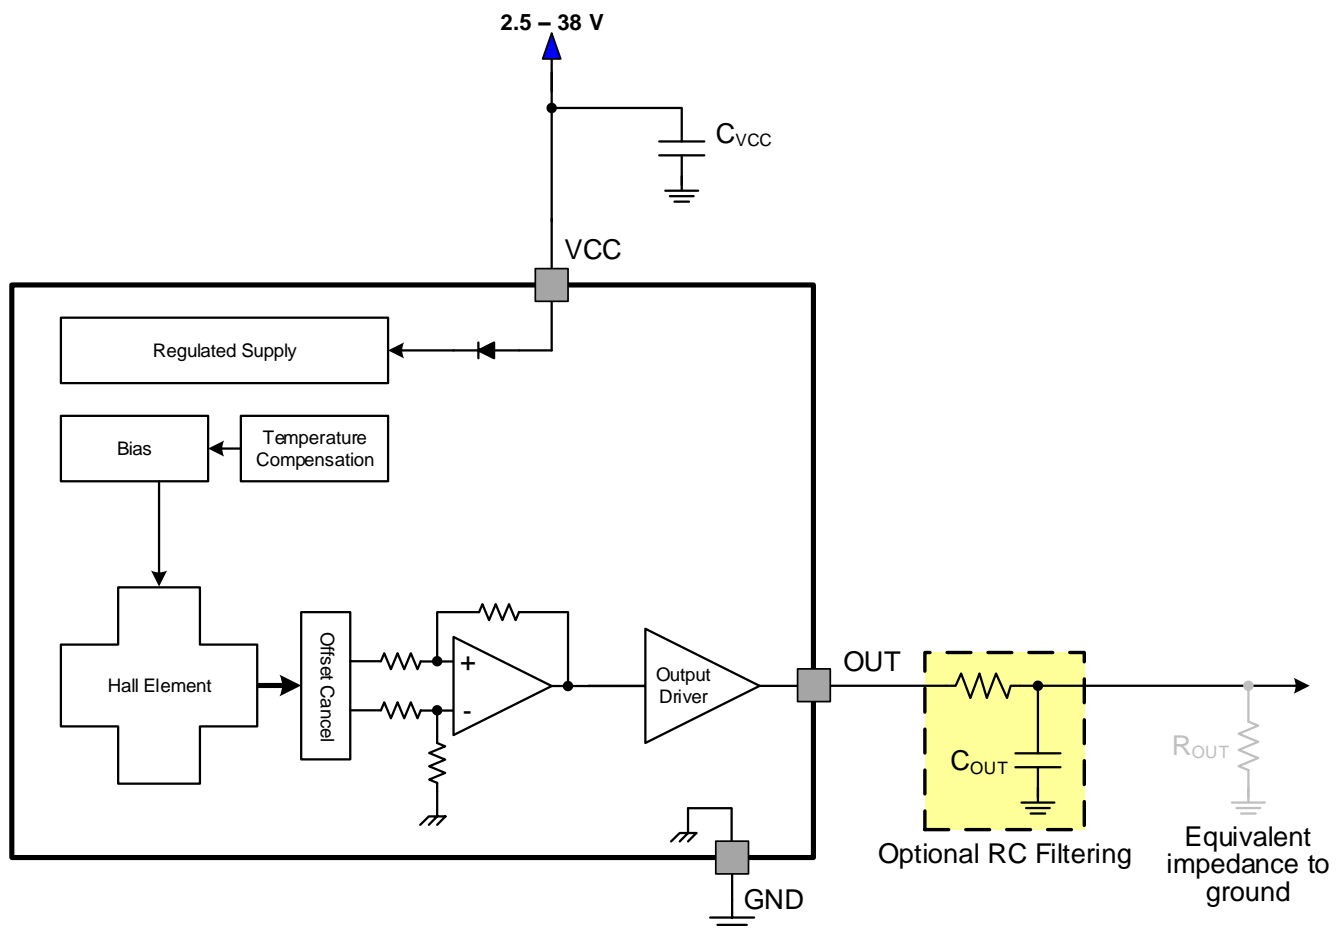 2.5 – 38 V
CVCC
VCC
Regulated Supply
Bias
Temperature
Compensation
Hall Element
Offset Cancel
+
-
Output
Driver
OUT
COUT
ROUT
Optional RC Filtering
Equivalent
impedance to
ground
GND